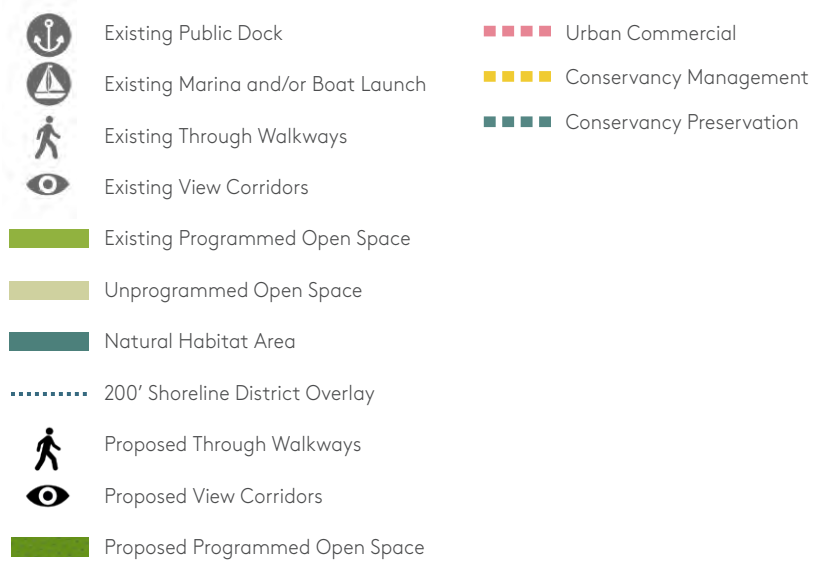 Existing Public Dock
Existing Marina and/or Boat Launch
Existing Through Walkways
Existing View Corridors
Existing Programmed Open Space
Unprogrammed Open Space
Natural Habitat Area
200’ Shoreline District Overlay
Proposed Through Walkways
Proposed View Corridors
Proposed Programmed Open Space
Urban Commercial
Conservancy Management
Conservancy Preservation